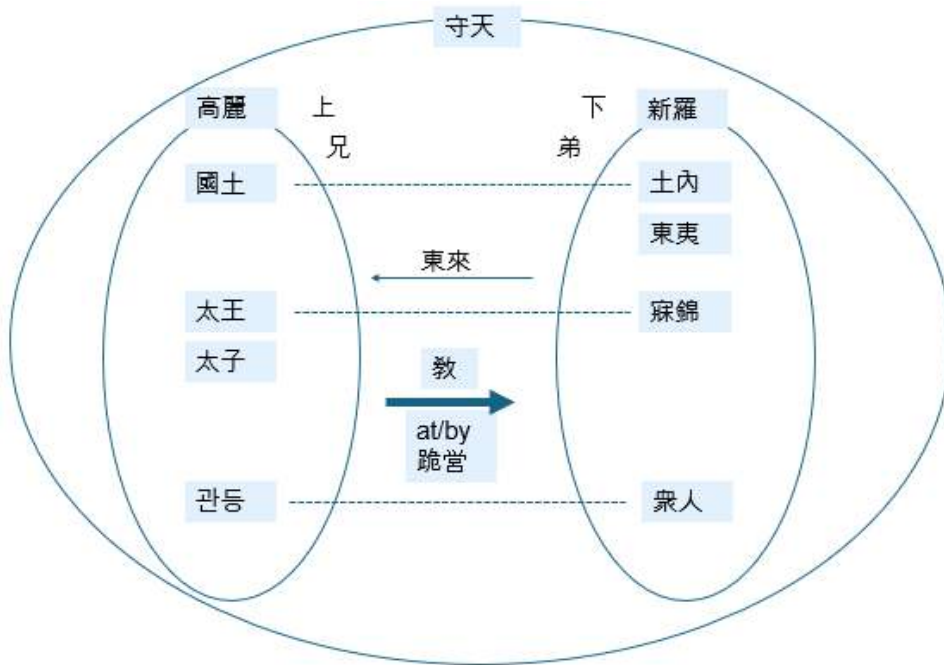 守天
高麗 上 下 新羅
兄 弟
國土 土內
東夷
東來
太王 寐錦
太子
敎
at/by
跪営
관등 衆人